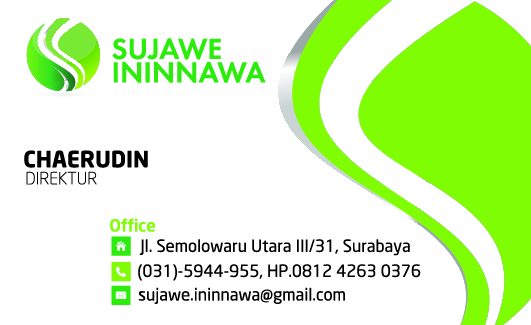 SUJAWE
ININNAWA
CHAERUDIN
DIREKTUR
Office
Jl. Semolowaru Utara III/31, Surabaya
(031)-5944-955, HP.0812 4263 0376
sujawe.ininnawa@gmail.com